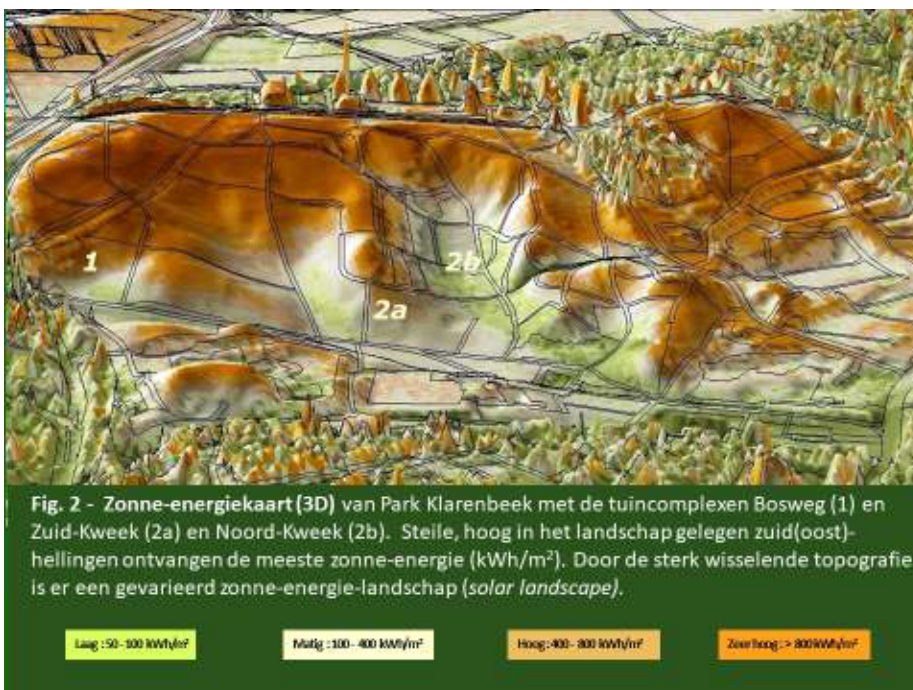 1
2b
2a
Fig. 2 - Zonne-energiekaart (3D) van Park Klarenbeek met de tuincomplexen Bosweg (1) en
Zuid-Kweek (2a) en Noord-Kweek (2b). Steile, hoog in het landschap gelegen zuid(oost)-
hellingen ontvangen de meeste zonne-energie (kWh/m²). Door de sterk wisselende topografie
is er een gevarieerd zonne-energie-landschap (solar landscape).
Laag : 50 - 100 kWh/m² Matig : 100 - 400 kWh/m² Hoog : 400 - 800 kWh/m² Zeer hoog : > 800 kWh/m²